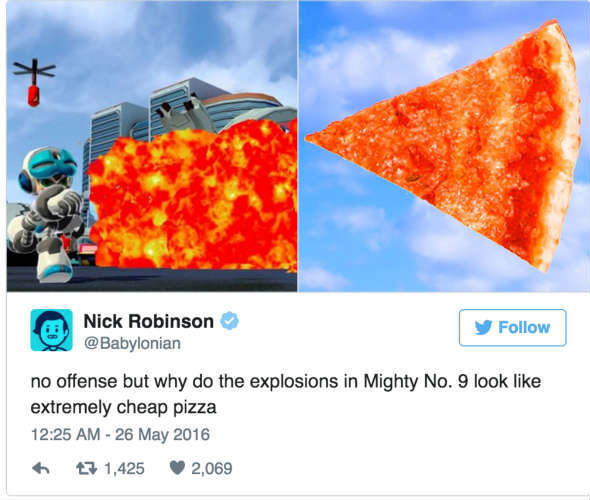 Nick Robinson
@Babylonian
Follow
no offense but why do the explosions in Mighty No. 9 look like
extremely cheap pizza
12:25 AM - 26 May 2016
1,425 2,069